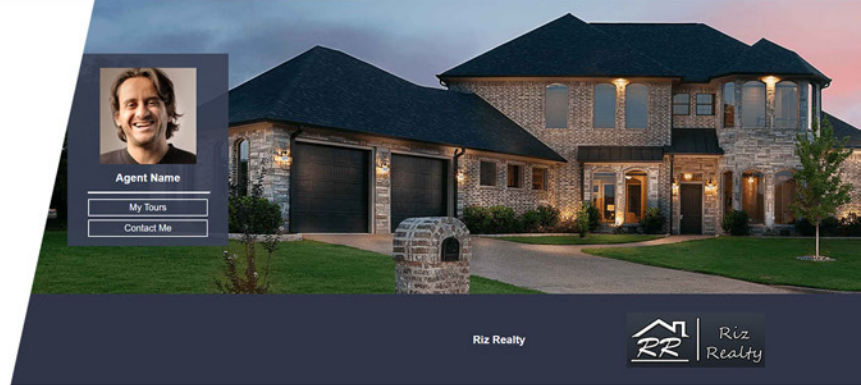 Agent Name
My Tours
Contact Me
Riz Realty
RR
Riz
Realty